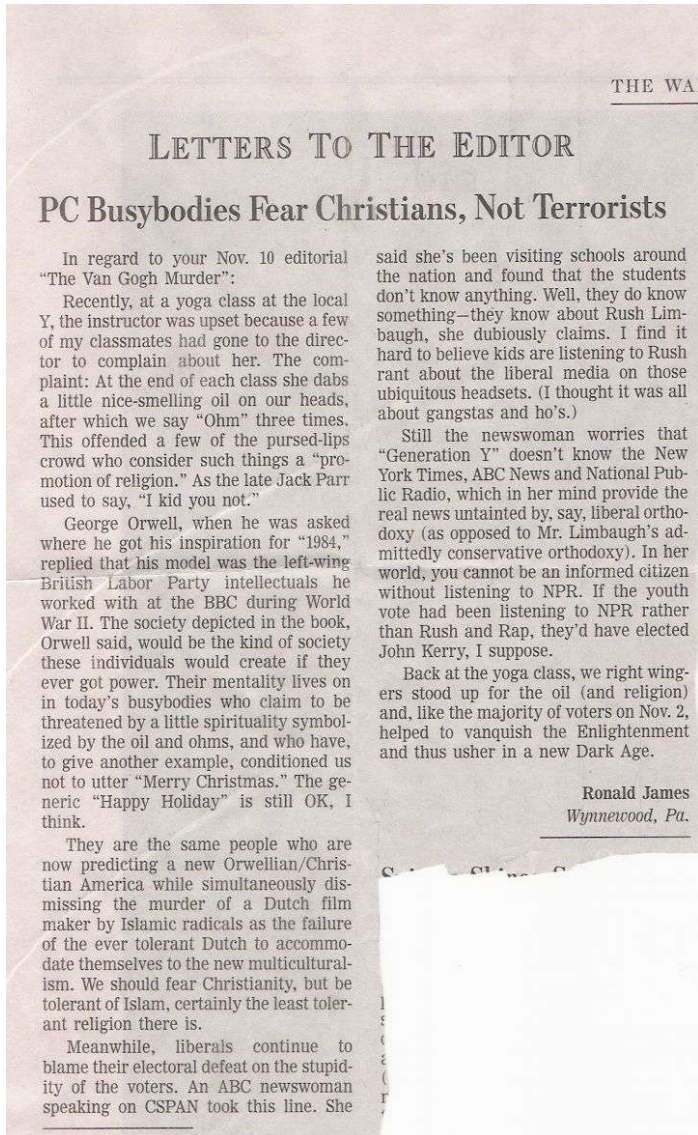 THE WA
LETTERS TO THE EDITOR
PC Busybodies Fear Christians, Not Terrorists
In regard to your Nov. 10 editorial
“The Van Gogh Murder”:
Recently, at a yoga class at the local
Y, the instructor was upset because a few
of my classmates had gone to the direc-
tor to complain about her. The com-
plaint: At the end of each class she dabs
a little nice-smelling oil on our heads,
after which we say “Ohm” three times.
This offended a few of the pursed-lips
crowd who consider such things a “pro-
motion of religion.” As the late Jack Parr
used to say, “I kid you not.”
George Orwell, when he was asked
where he got his inspiration for “1984,”
replied that his model was the left-wing
British Labor Party intellectuals he
worked with at the BBC during World
War II. The society depicted in the book,
Orwell said, would be the kind of society
these individuals would create if they
ever got power. Their mentality lives on
in today’s busybodies who claim to be
threatened by a little spirituality symbol-
ized by the oil and ohms, and who have,
to give another example, conditioned us
not to utter “Merry Christmas.” The ge-
neric “Happy Holiday” is still OK, I
think.
They are the same people who are
now predicting a new Orwellian/Chris-
tian America while simultaneously dis-
missing the murder of a Dutch film
maker by Islamic radicals as the failure
of the ever tolerant Dutch to accommo-
date themselves to the new multicultural-
ism. We should fear Christianity, but be
tolerant of Islam, certainly the least toler-
ant religion there is.
Meanwhile, liberals continue to
blame their electoral defeat on the stupid-
ity of the voters. An ABC newswoman
speaking on CSPAN took this line. She
said she’s been visiting schools around
the nation and found that the students
don’t know anything. Well, they do know
something—they know about Rush Lim-
baugh, she dubiously claims. I find it
hard to believe kids are listening to Rush
rant about the liberal media on those
ubiquitous headsets. (I thought it was all
about gangstas and ho’s.)
Still the newswoman worries that
“Generation Y” doesn’t know the New
York Times, ABC News and National Pub-
lic Radio, which in her mind provide the
real news untainted by, say, liberal ortho-
doxy (as opposed to Mr. Limbaugh’s ad-
mittedly conservative orthodoxy). In her
world, you cannot be an informed citizen
without listening to NPR. If the youth
vote had been listening to NPR rather
than Rush and Rap, they’d have elected
John Kerry, I suppose.
Back at the yoga class, we right wing-
ers stood up for the oil (and religion)
and, like the majority of voters on Nov. 2,
helped to vanquish the Enlightenment
and thus usher in a new Dark Age.
Ronald James
Wynnewood, Pa.